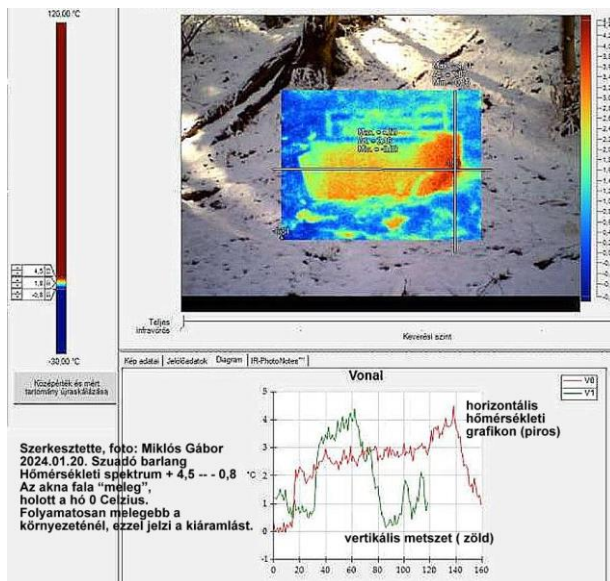 120,00 °C
4,5
1,8
-0,8
-30,00 °C
Középérték és mért
tartomány újraskálázása
Teljes
infravörös
Keverési szint
Kép adatai | Jelölőadatok | Diagram | IR-PhotoNotes™
Vonal
V0
V1
horizontális
hőmérsékleti
grafikon (piros)
Szerkesztette, foto: Miklós Gábor
2024.01.20. Szuadó barlang
Hőmérsékleti spektrum + 4,5 -- - 0,8 °C
Az akna fala “meleg”,
holott a hó 0 Celzius.
Folyamatosan melegebb a
környezeténél, ezzel jelzi a kiáramlást.
vertikális metszet ( zöld)
5
4
3
2
1
0
-1
0 20 40 60 80 100 120 140 160